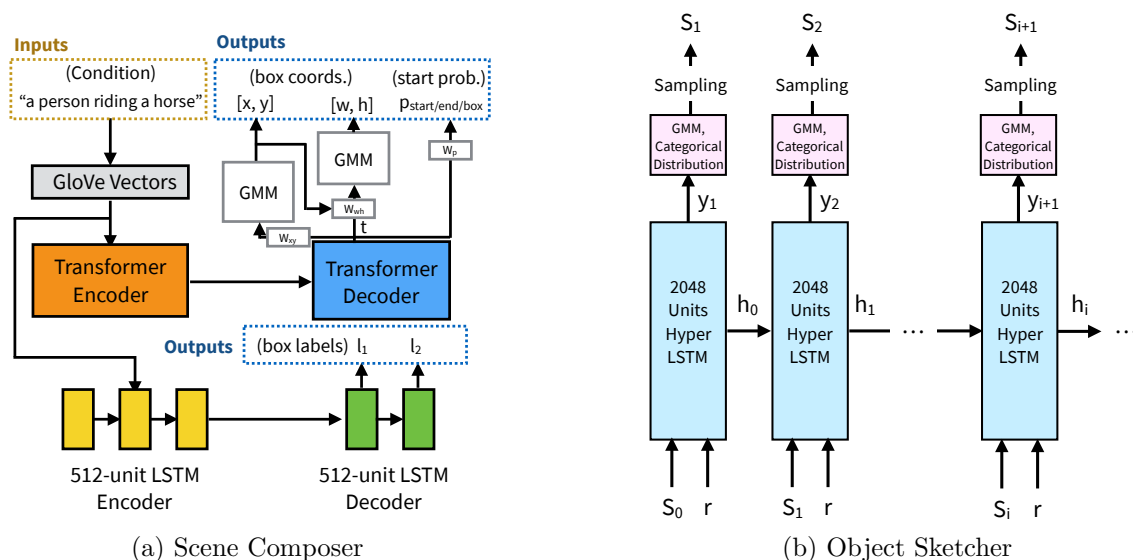 Inputs
(Condition)
“a person riding a horse”
GloVe Vectors
Transformer
Encoder
Outputs
(box coords.)
(start prob.)
[x, y]
[w, h]
pstart/end/box
GMM
GMM
wp
wwh
wxy
t
Transformer
Decoder
Outputs
(box labels)
l1
l2
512-unit LSTM
Encoder
512-unit LSTM
Decoder
(a) Scene Composer
S1
Sampling
GMM,
Categorical
Distribution
y1
2048
Units
Hyper
LSTM
h0
S0
r
S2
Sampling
GMM,
Categorical
Distribution
y2
2048
Units
Hyper
LSTM
h1
S1
r
...
Si+1
Sampling
GMM,
Categorical
Distribution
yi+1
2048
Units
Hyper
LSTM
hi
...
Si
r
(b) Object Sketcher